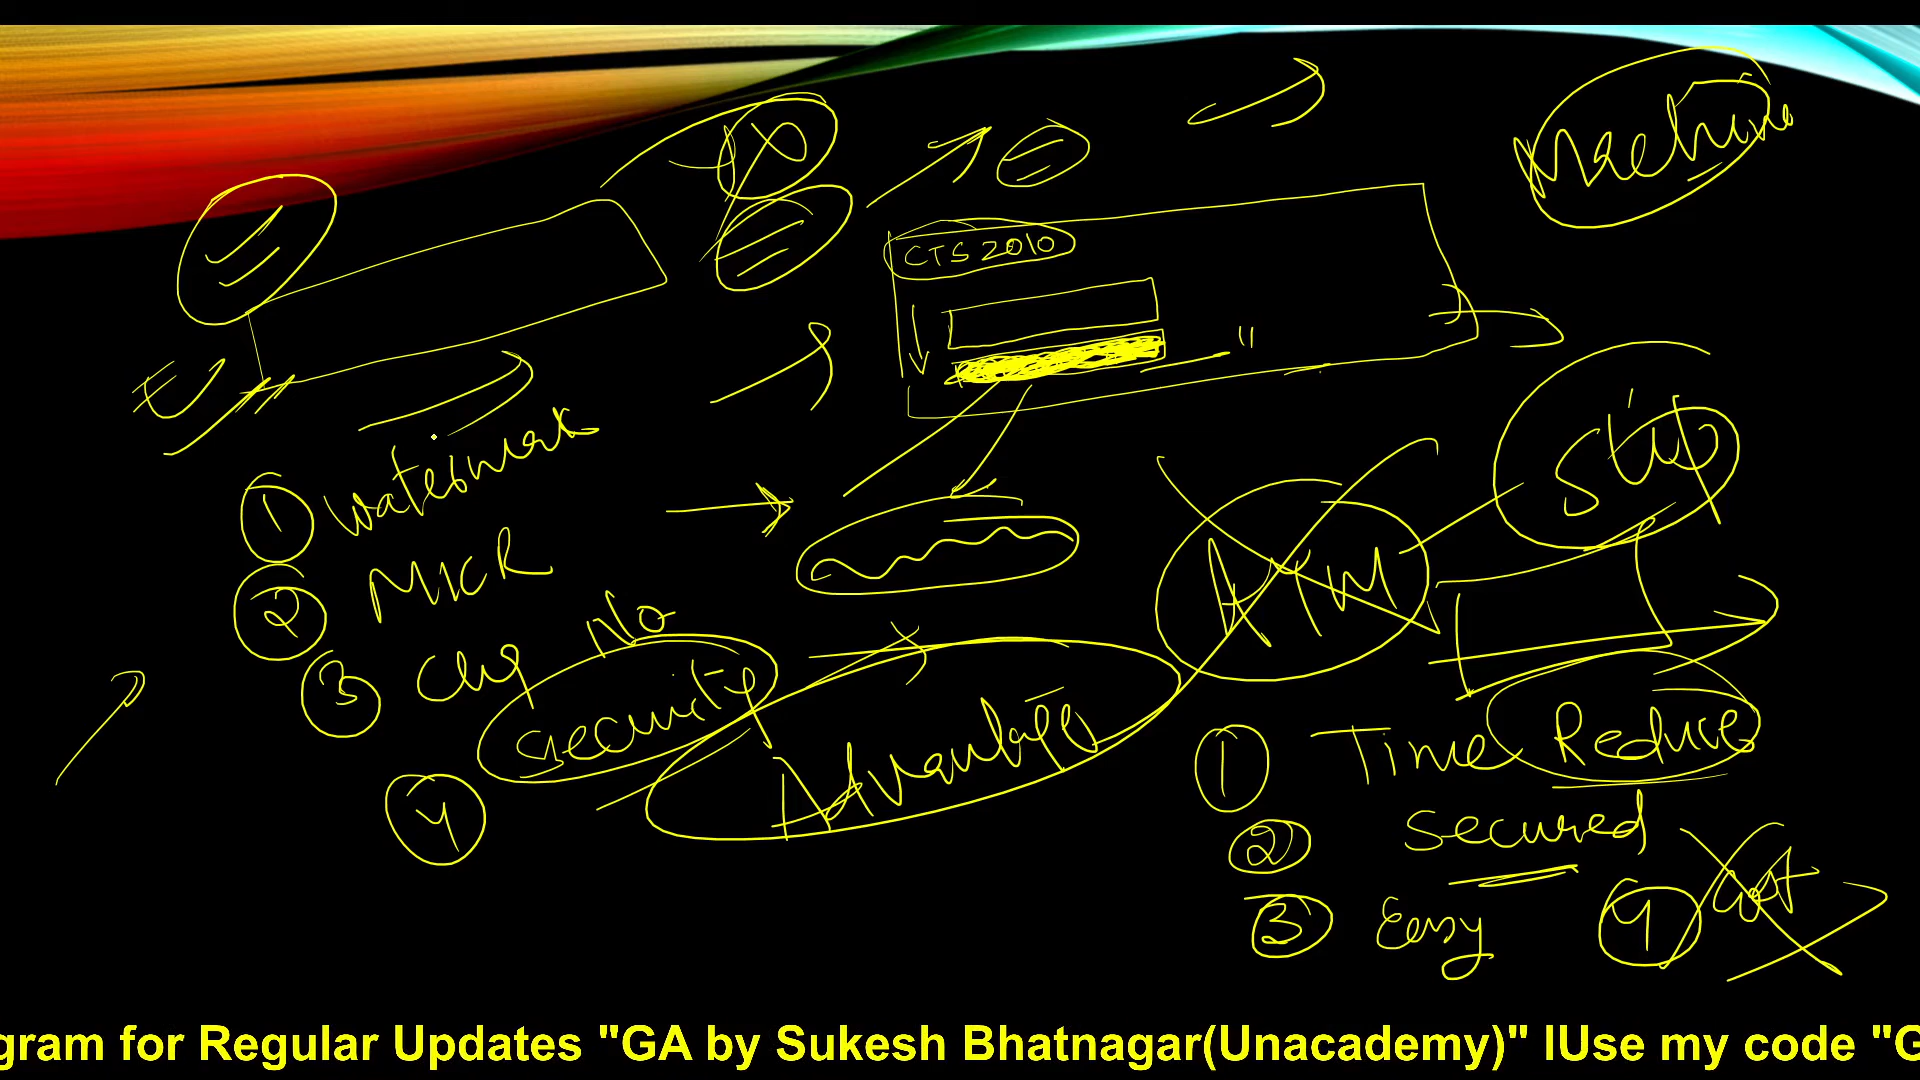 Machine
CTS 2010
"
① Watermark
② MICR
③ Chq No
security
④
Advantage
ATM
Slip
① Time Reduce
② secured
③ Easy ④ Cost
gram for Regular Updates "GA by Sukesh Bhatnagar(Unacademy)" IUse my code "G